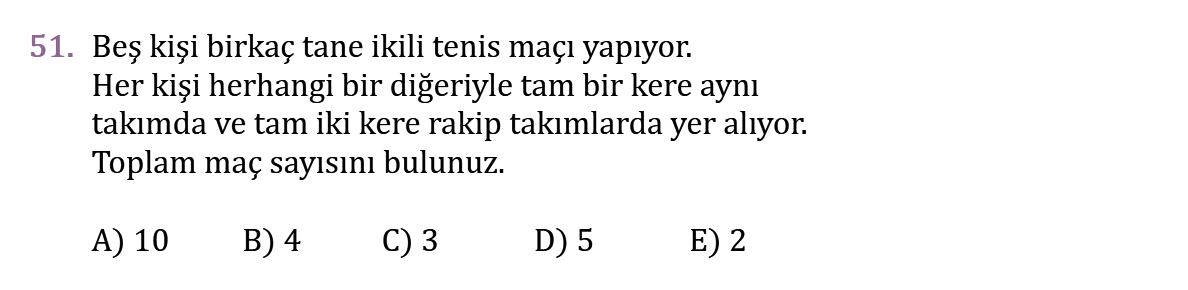 51. Beş kişi birkaç tane ikili tenis maçı yapıyor.
Her kişi herhangi bir diğeriyle tam bir kere aynı
takımda ve tam iki kere rakip takımlarda yer alıyor.
Toplam maç sayısını bulunuz.
A) 10 B) 4 C) 3 D) 5 E) 2